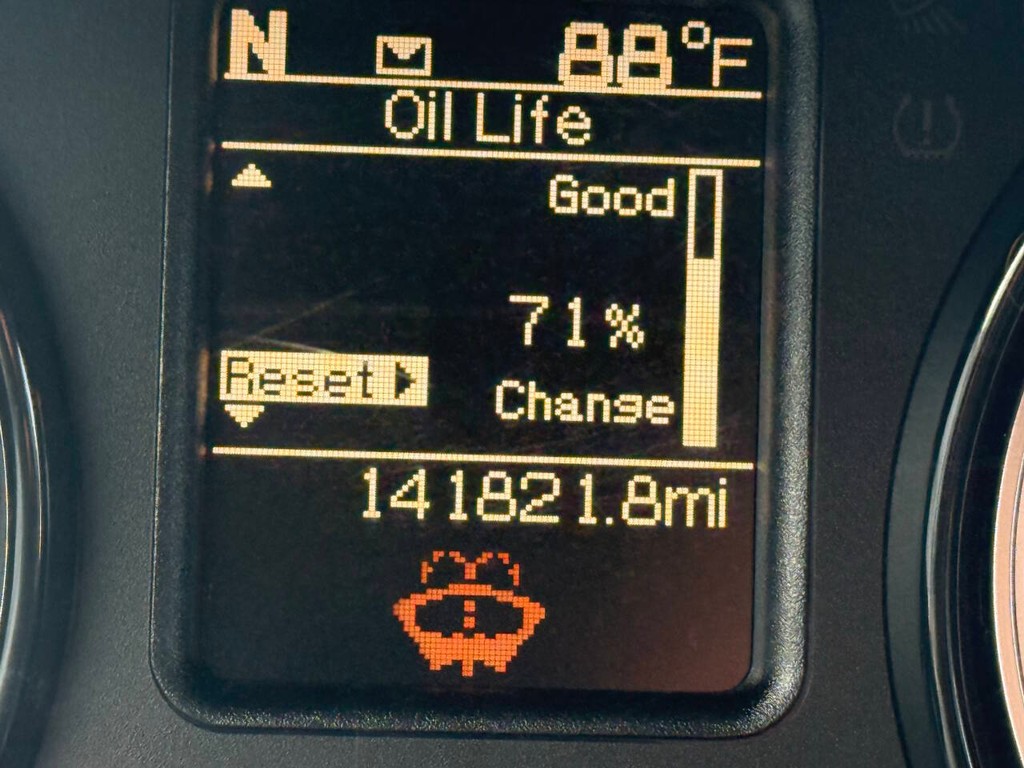 N 88°F
Oil Life
Good
71%
Reset
Change
141821.8mi